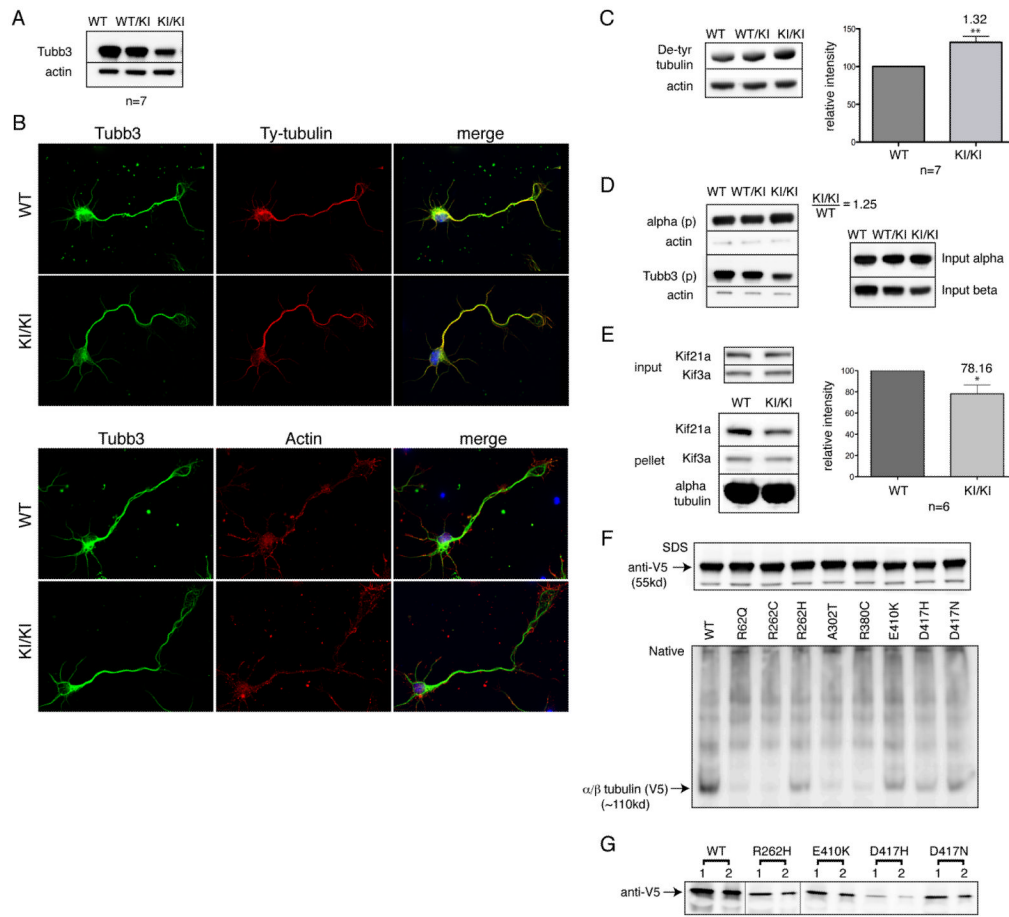 A
WT WT/KI KI/KI
Tubb3
actin
n=7
B
Tubb3 Ty-tubulin merge
WT
KI/KI
Tubb3 Actin merge
WT
KI/KI
C
WT WT/KI KI/KI
De-tyr
tubulin
actin
relative intensity
150
100
50
0
1.32
**
WT KI/KI
n=7
D
WT WT/KI KI/KI
alpha (p)
actin
Tubb3 (p)
actin
KI/KI
WT
= 1.25
WT WT/KI KI/KI
Input alpha
Input beta
E
input
Kif21a
Kif3a
WT KI/KI
pellet
Kif21a
Kif3a
alpha
tubulin
relative intensity
100
80
60
40
20
0
78.16
*
WT KI/KI
n=6
F
SDS
anti-V5
(55kd)
WT
R62Q
R262C
R262H
A302T
R380C
E410K
D417H
D417N
Native
α/β tubulin (V5)
(~110kd)
G
WT R262H E410K D417H D417N
1 2 1 2 1 2 1 2 1 2
anti-V5